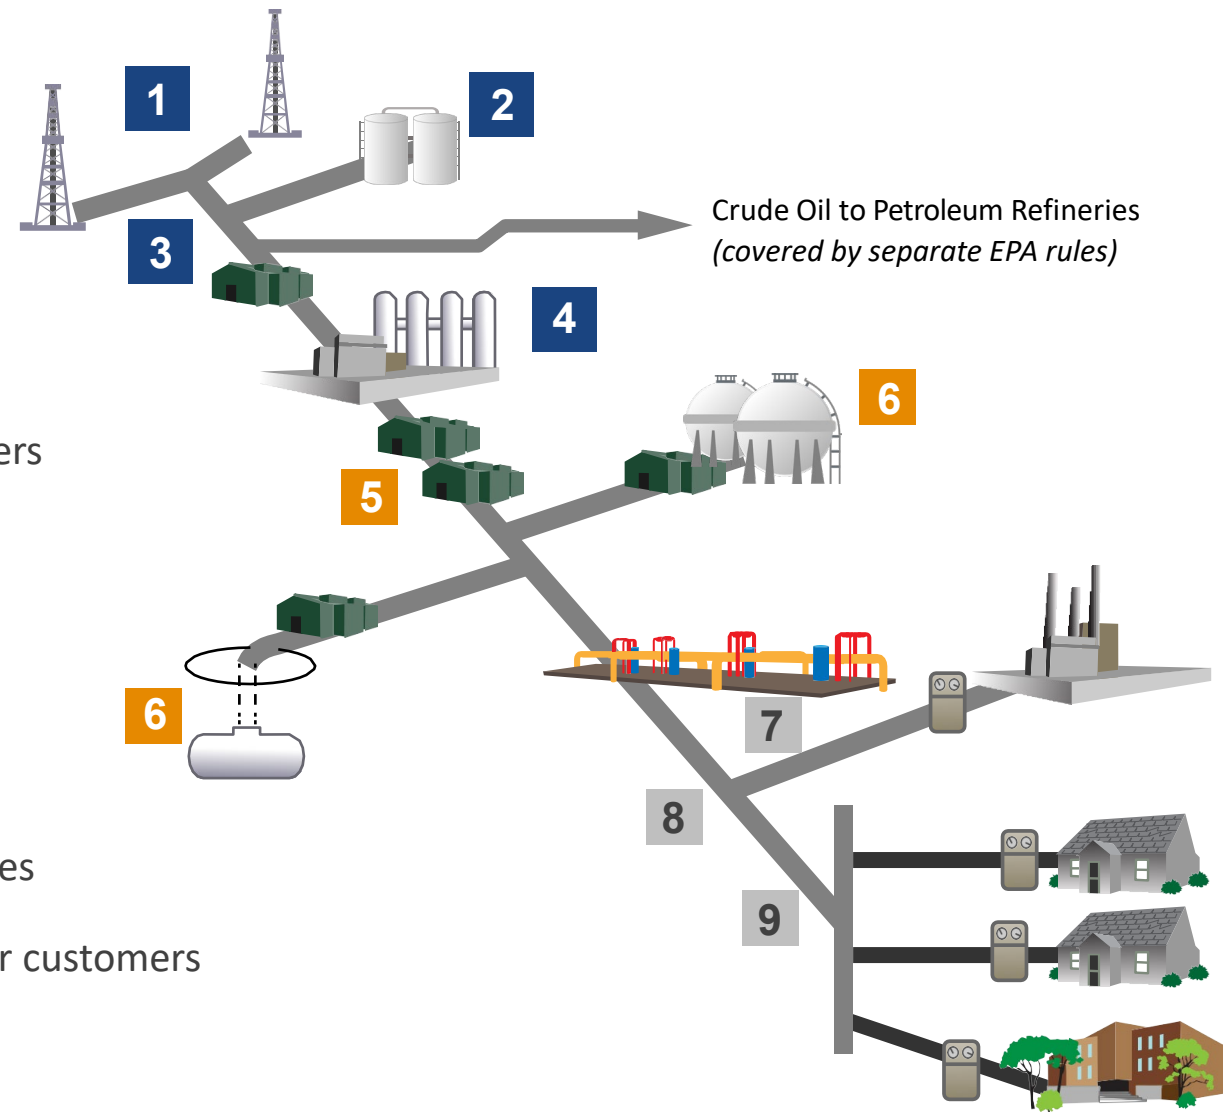 1
2
Crude Oil to Petroleum Refineries
(covered by separate EPA rules)
3
4
6
ers
5
6
7
8
es
9
r customers